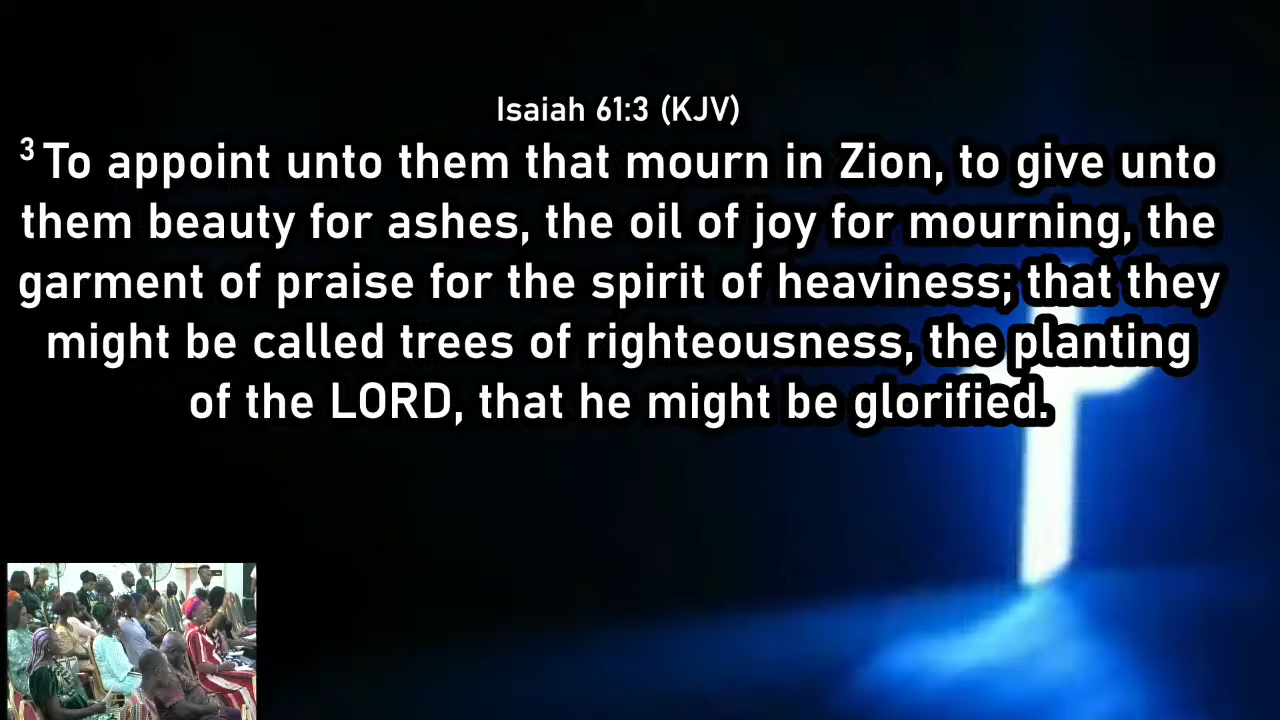 Isaiah 61:3 (KJV)
3 To appoint unto them that mourn in Zion, to give unto
them beauty for ashes, the oil of joy for mourning, the
garment of praise for the spirit of heaviness; that they
might be called trees of righteousness, the planting
of the LORD, that he might be glorified.